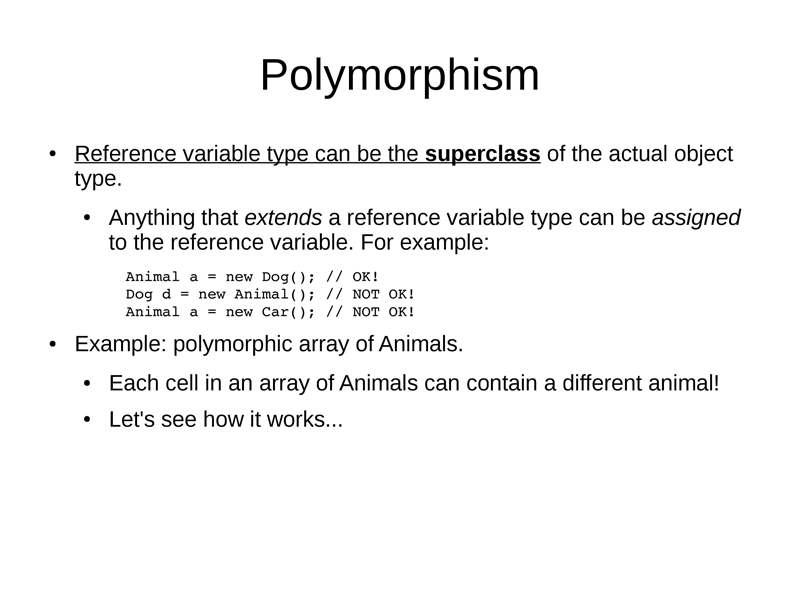 Polymorphism
• Reference variable type can be the superclass of the actual object
type.
• Anything that extends a reference variable type can be assigned
to the reference variable. For example:
Animal a = new Dog(); // OK!
Dog d = new Animal(); // NOT OK!
Animal a = new Car(); // NOT OK!
• Example: polymorphic array of Animals.
• Each cell in an array of Animals can contain a different animal!
• Let's see how it works...